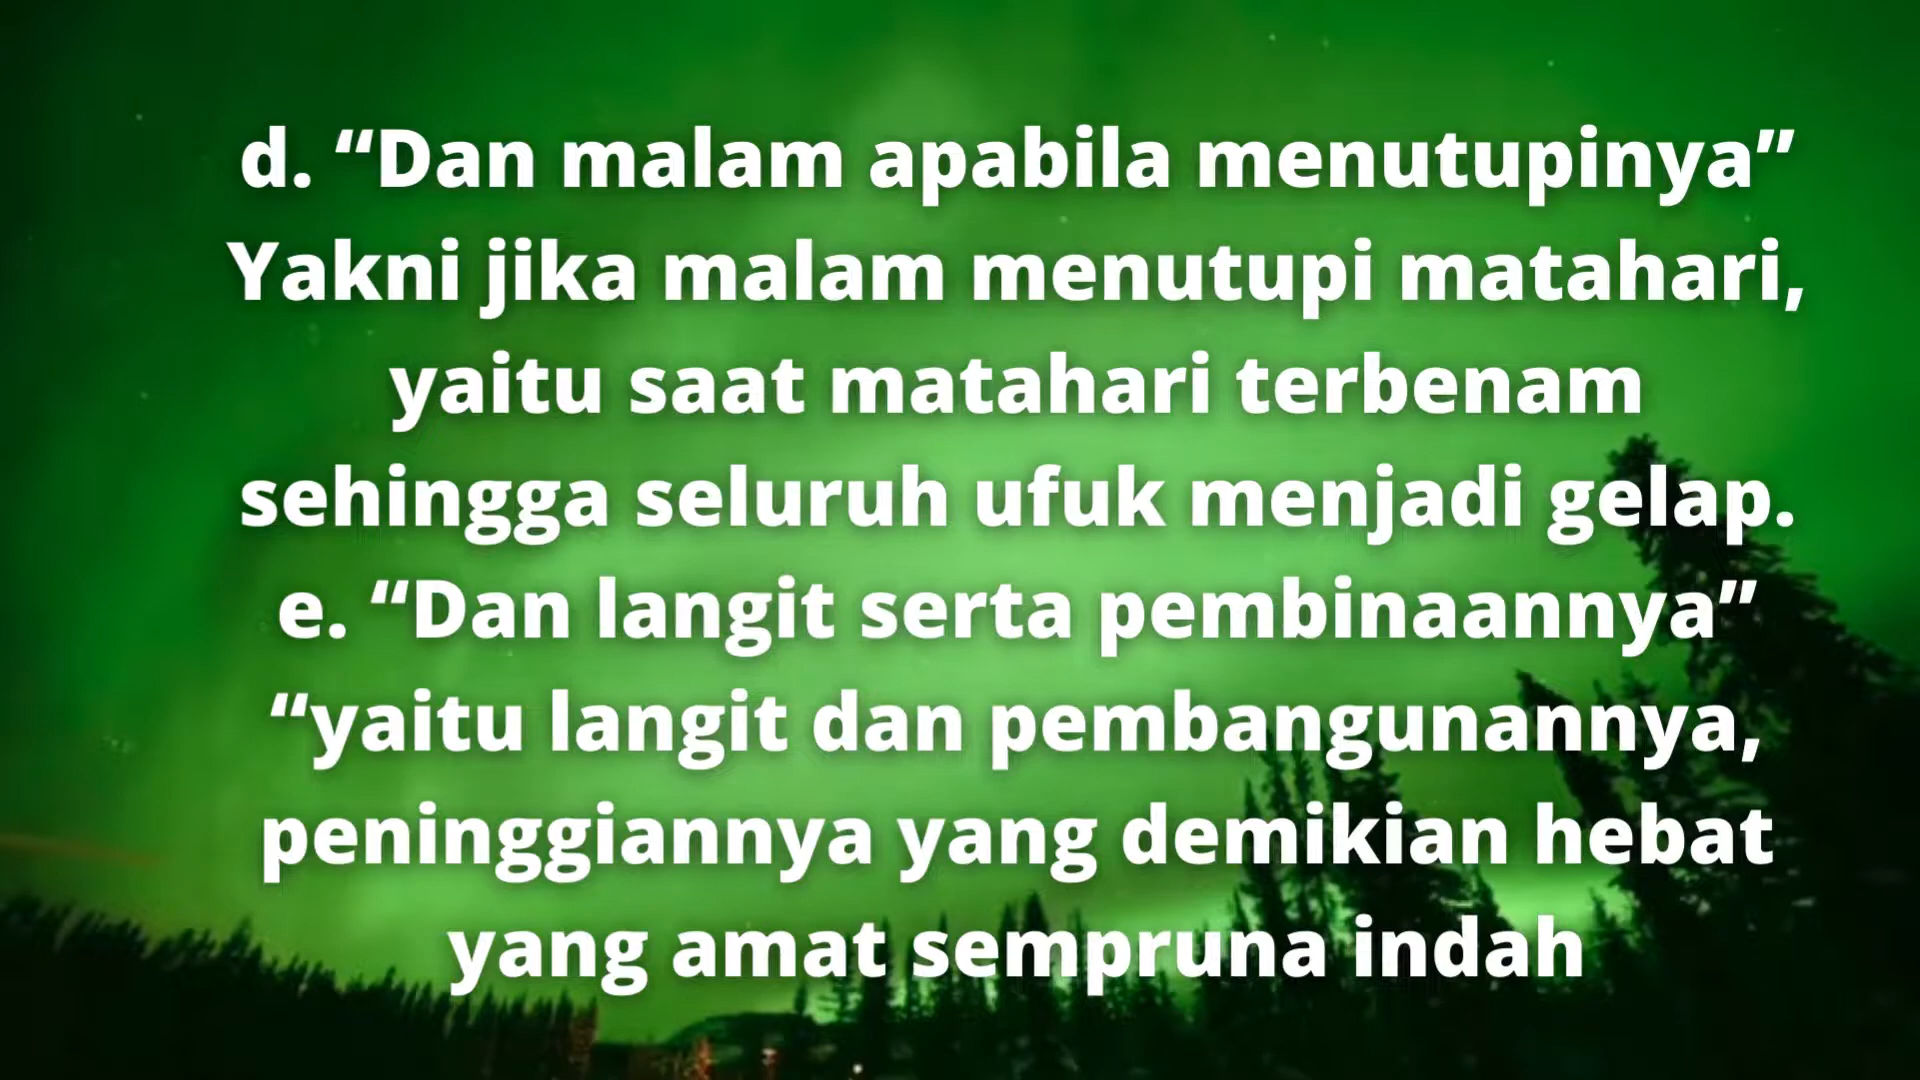 d. “Dan malam apabila menutupinya”
Yakni jika malam menutupi matahari,
yaitu saat matahari terbenam
sehingga seluruh ufuk menjadi gelap.
e. “Dan langit serta pembinaannya”
“yaitu langit dan pembangunannya,
peninggiannya yang demikian hebat
yang amat sempruna indah